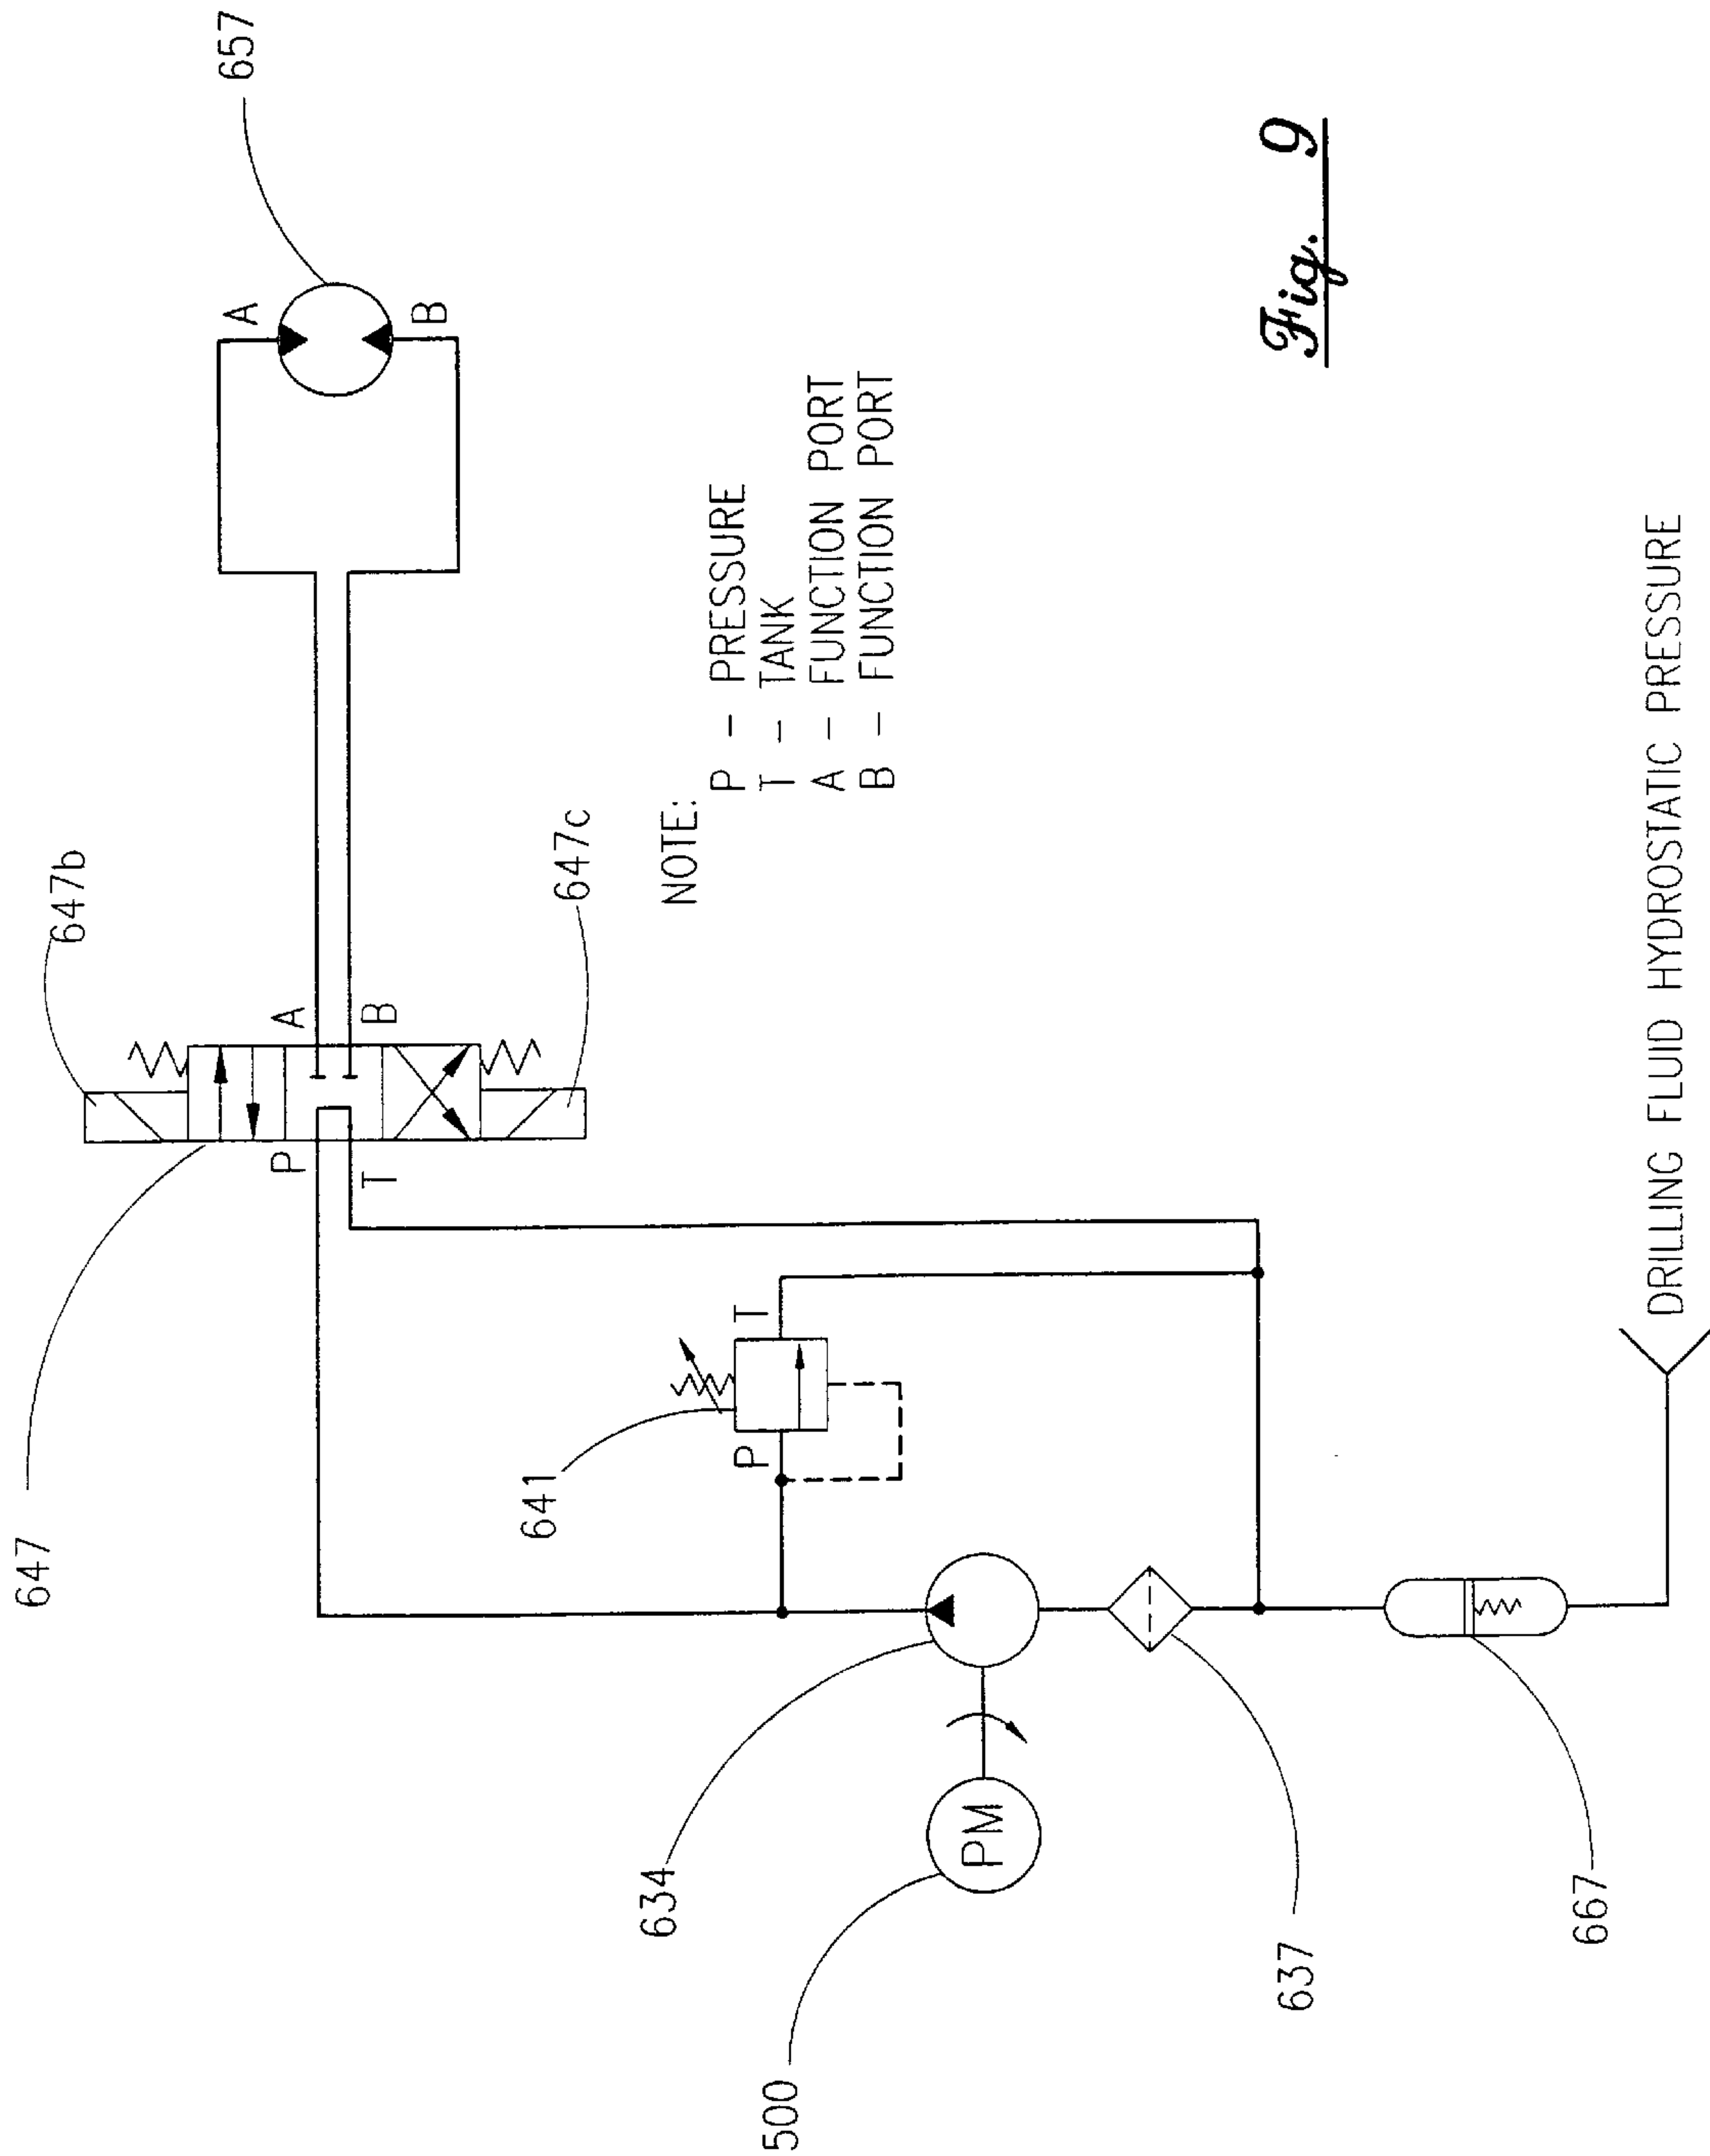 647b
657
647
A
B
P
T
A
B
647c
641
P
T
NOTE:
P – PRESSURE
T – TANK
A – FUNCTION PORT
B – FUNCTION PORT
634
PM
500
637
667
DRILLING FLUID HYDROSTATIC PRESSURE
Fig. 9